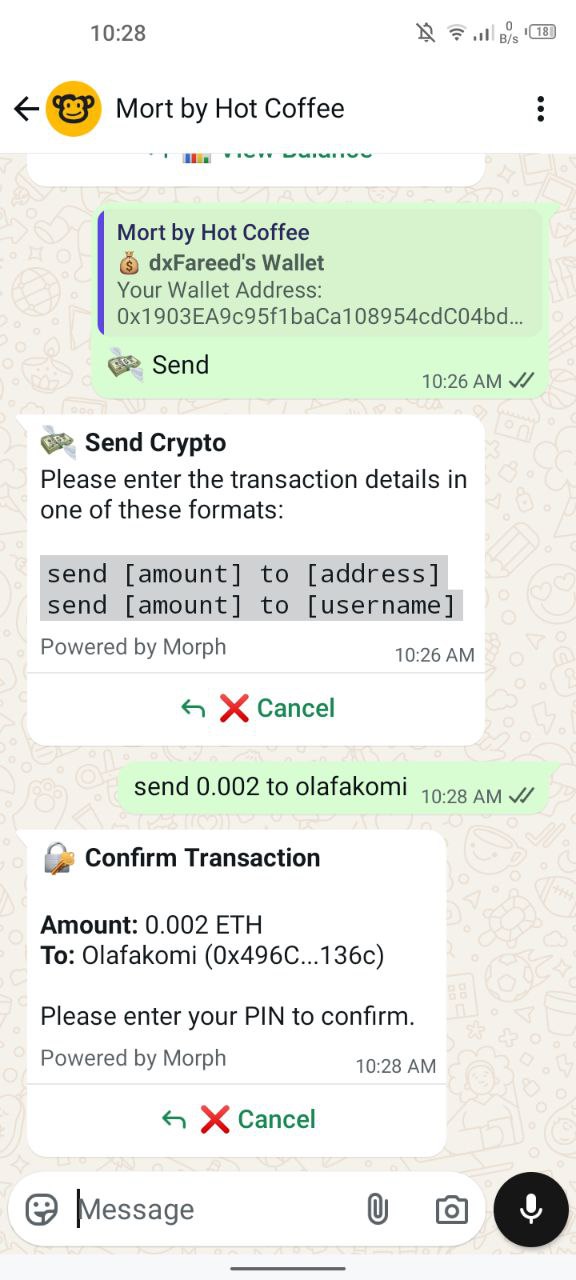 10:28
0
B/s
18
Mort by Hot Coffee
View Balance
Mort by Hot Coffee
💰 dxFareed's Wallet
Your Wallet Address:
0x1903EA9c95f1baCa108954cdC04bd...
💸 Send
10:26 AM
💸 Send Crypto
Please enter the transaction details in
one of these formats:
send [amount] to [address]
send [amount] to [username]
Powered by Morph
10:26 AM
❌ Cancel
send 0.002 to olafakomi
10:28 AM
🔐 Confirm Transaction
Amount: 0.002 ETH
To: Olafakomi (0x496C...136c)
Please enter your PIN to confirm.
Powered by Morph
10:28 AM
❌ Cancel
Message